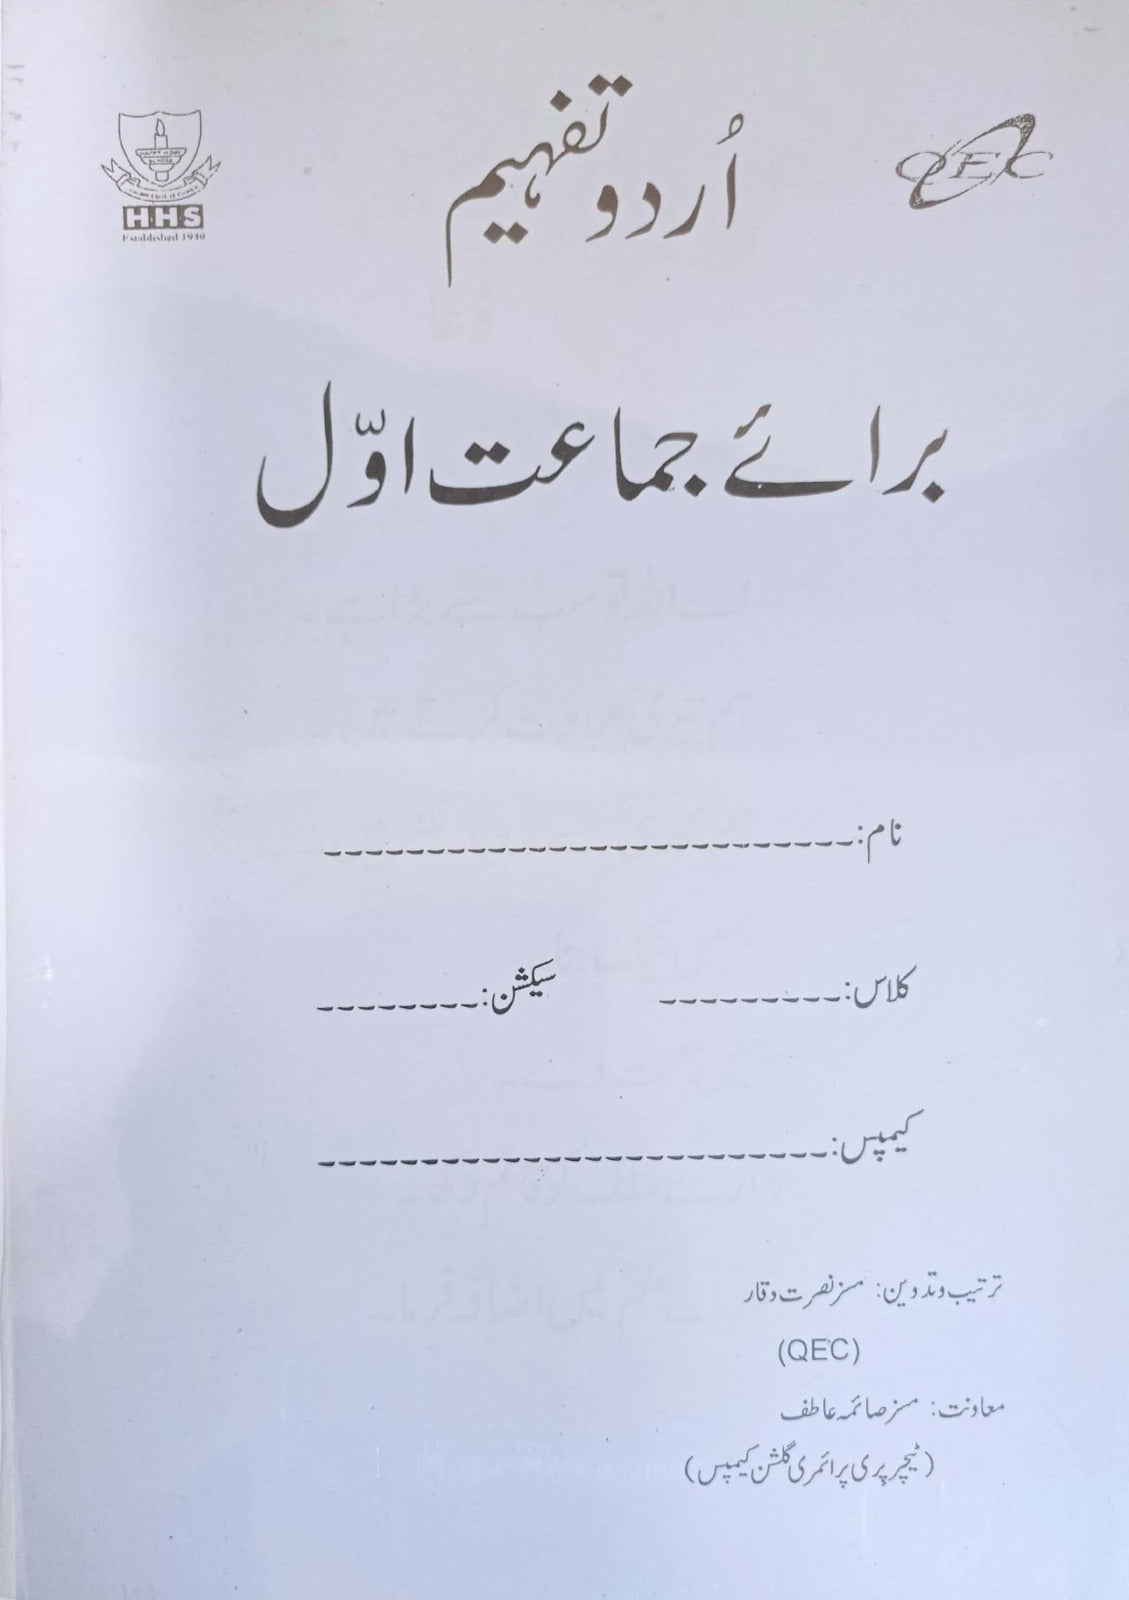 اُردو تفہیم
QEC
HHS
Established 1949
برائے جماعت اوّل
نام:
کلاس: سیکشن:
کیمپس:
ترتیب و تدوین: مسز نصرت وقار
(QEC)
معاونت: مسز صائمہ عاطف
(ٹیچر پری پرائمری گلشن کیمپس)